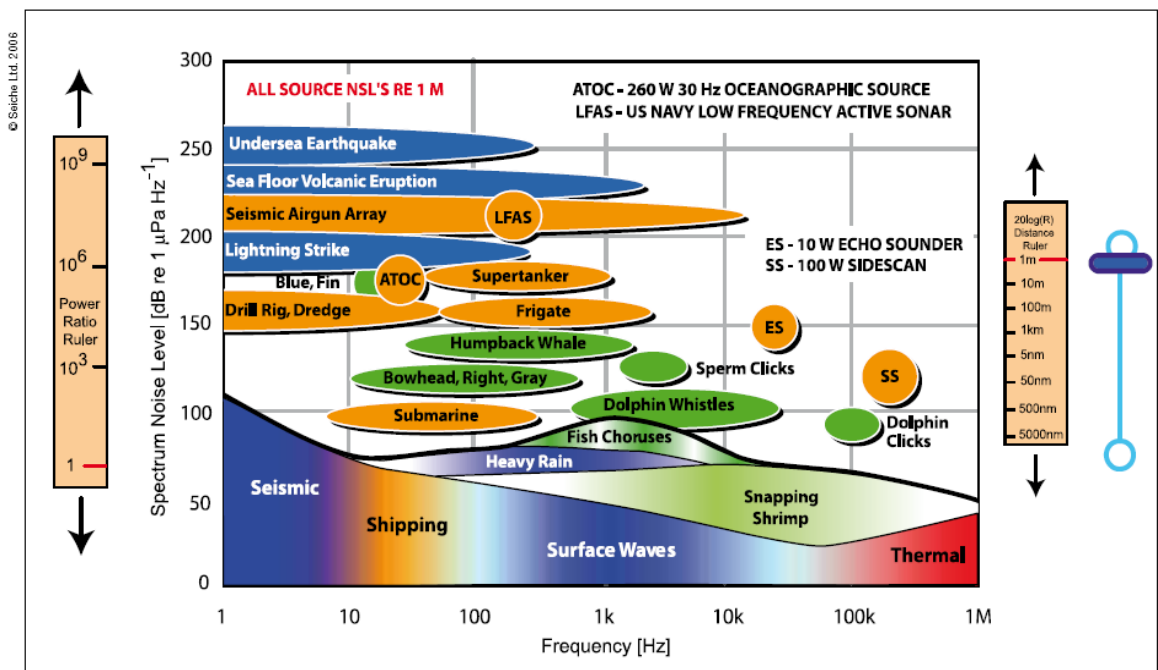 © Seiche Ltd. 2006
10⁹
10⁶
Power
Ratio
Ruler
10³
1
Spectrum Noise Level [dB re 1 µPa Hz⁻¹]
300
250
200
150
100
50
0
ALL SOURCE NSL'S RE 1 M
ATOC - 260 W 30 Hz OCEANOGRAPHIC SOURCE
LFAS - US NAVY LOW FREQUENCY ACTIVE SONAR
Undersea Earthquake
Sea Floor Volcanic Eruption
Seismic Airgun Array
LFAS
Lightning Strike
ES - 10 W ECHO SOUNDER
SS - 100 W SIDESCAN
Blue, Fin
ATOC
Supertanker
Drill Rig, Dredge
Frigate
ES
Humpback Whale
Sperm Clicks
Bowhead, Right, Gray
SS
Submarine
Dolphin Whistles
Dolphin
Clicks
Fish Choruses
Heavy Rain
Seismic
Snapping
Shrimp
Shipping
Surface Waves
Thermal
1
10
100
1k
10k
100k
1M
Frequency [Hz]
20log(R)
Distance
Ruler
1m
10m
100m
1km
5nm
50nm
500nm
5000nm